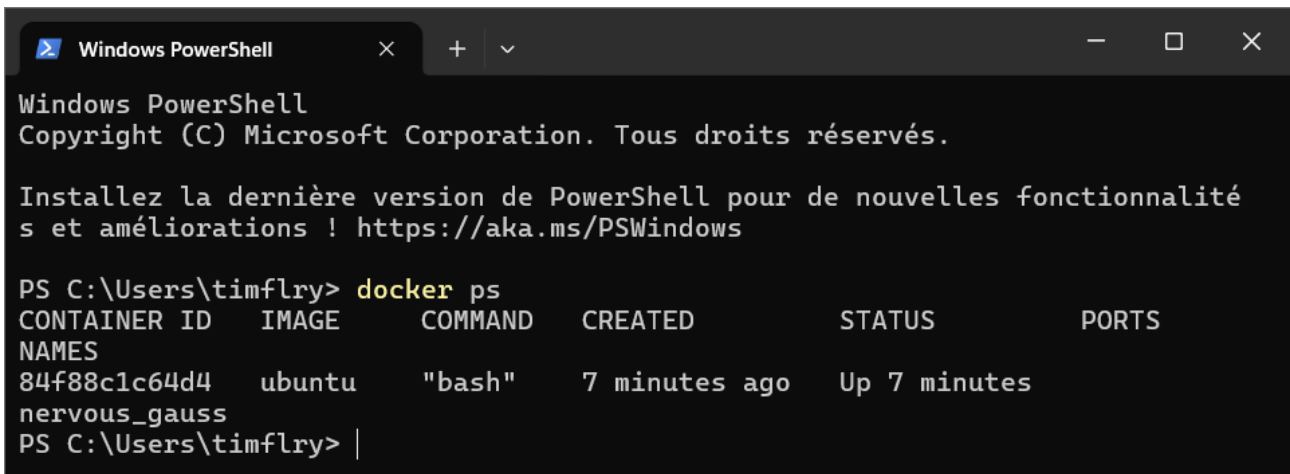 Windows PowerShell
Windows PowerShell
Copyright (C) Microsoft Corporation. Tous droits réservés.
Installez la dernière version de PowerShell pour de nouvelles fonctionnalité
s et améliorations ! https://aka.ms/PSWindows
PS C:\Users\timflry> docker ps
CONTAINER ID   IMAGE     COMMAND   CREATED         STATUS         PORTS
NAMES
84f88c1c64d4   ubuntu    "bash"    7 minutes ago   Up 7 minutes
nervous_gauss
PS C:\Users\timflry>